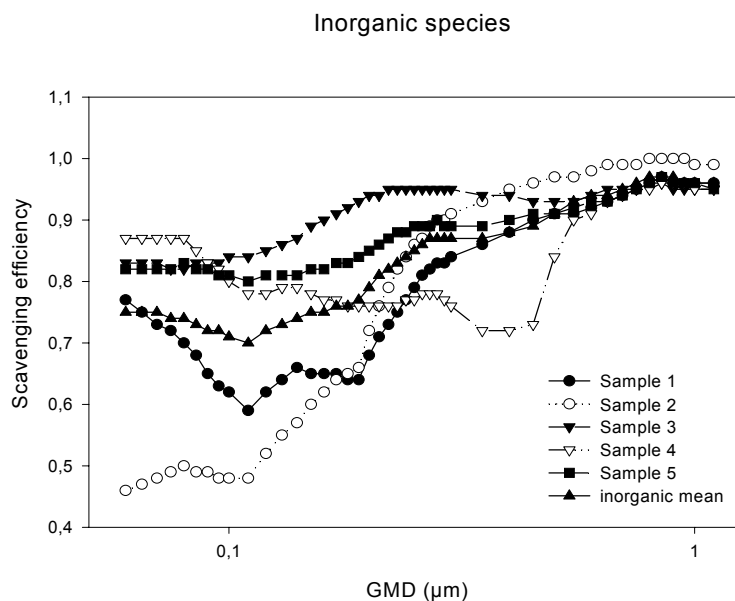 Inorganic species
1,1
1,0
0,9
0,8
0,7
0,6
0,5
0,4
Scavenging efficiency
Sample 1
Sample 2
Sample 3
Sample 4
Sample 5
inorganic mean
0,1
1
GMD (µm)